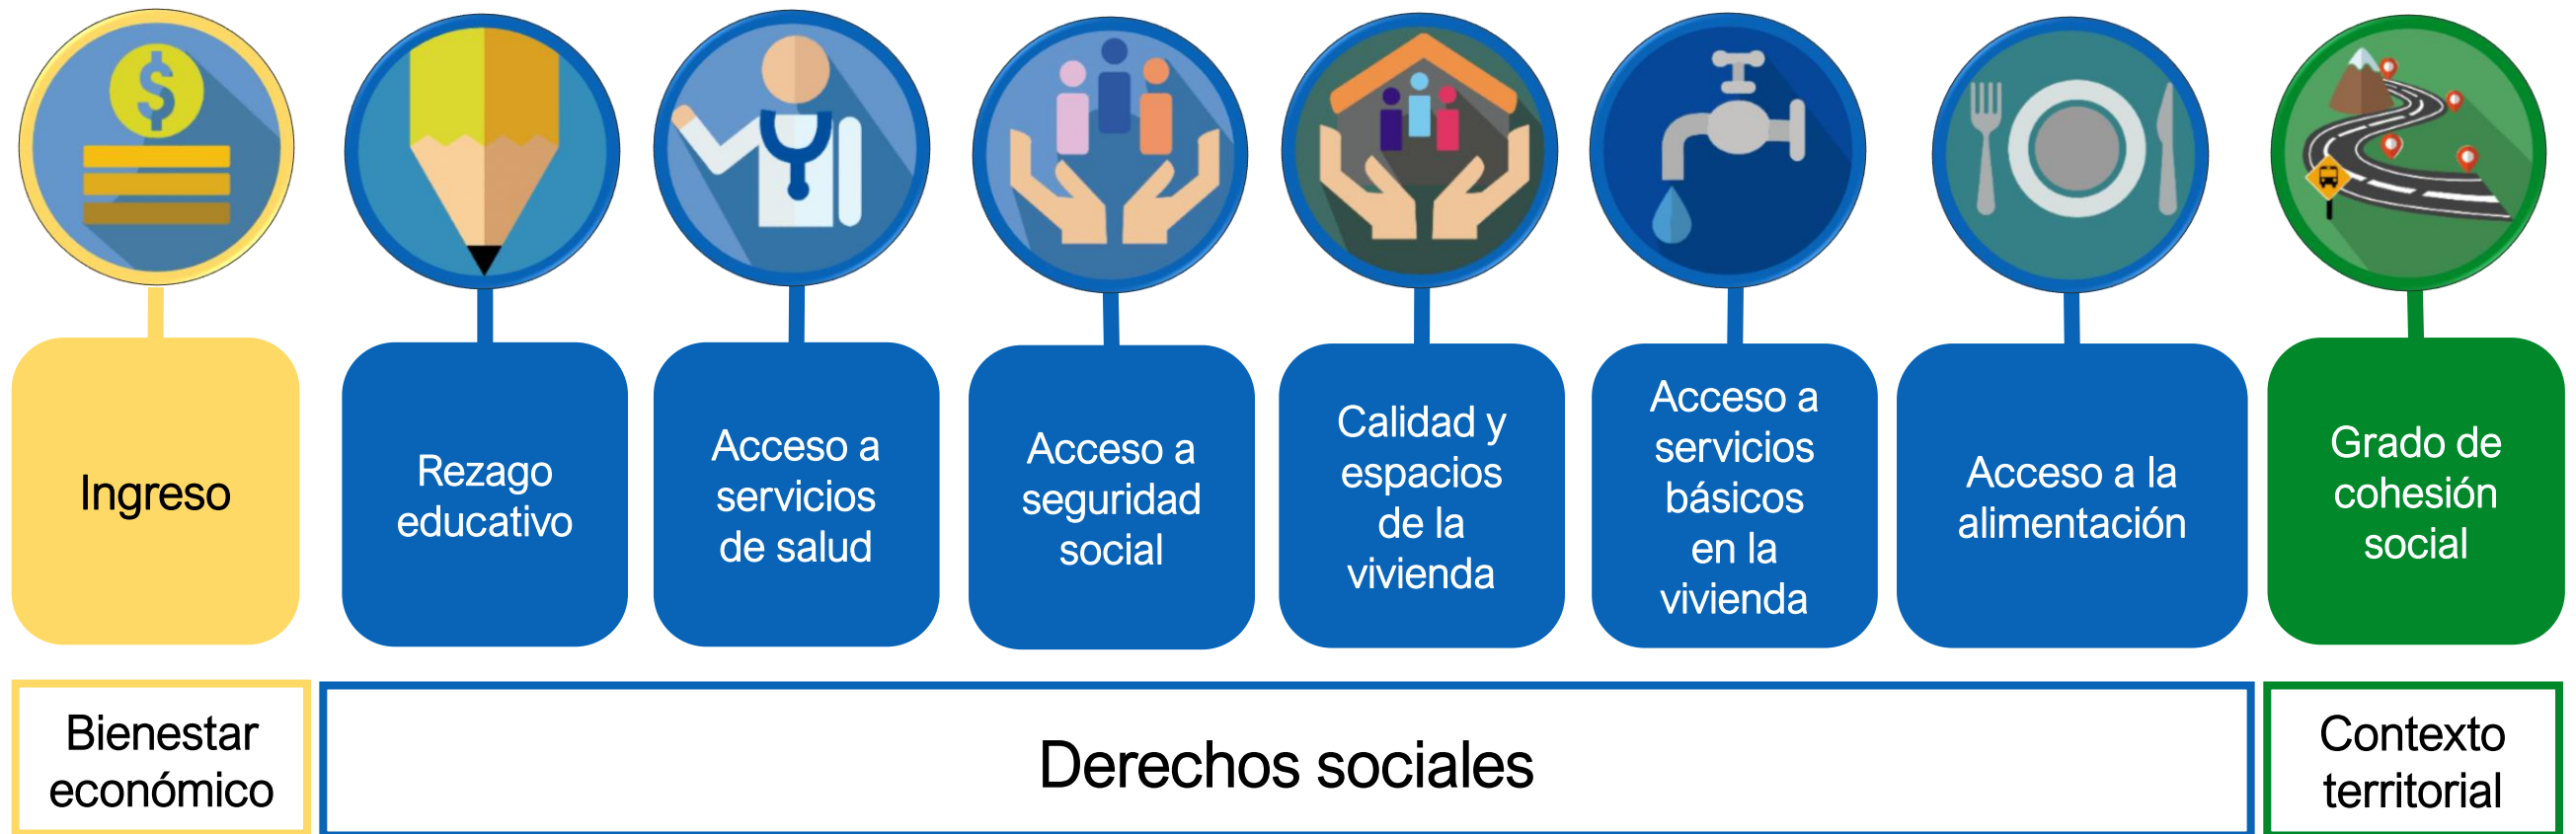 Ingreso
Rezago
educativo
Acceso a
servicios
de salud
Acceso a
seguridad
social
Calidad y
espacios
de la
vivienda
Acceso a
servicios
básicos
en la
vivienda
Acceso a la
alimentación
Grado de
cohesión
social
Bienestar
económico
Derechos sociales
Contexto
territorial